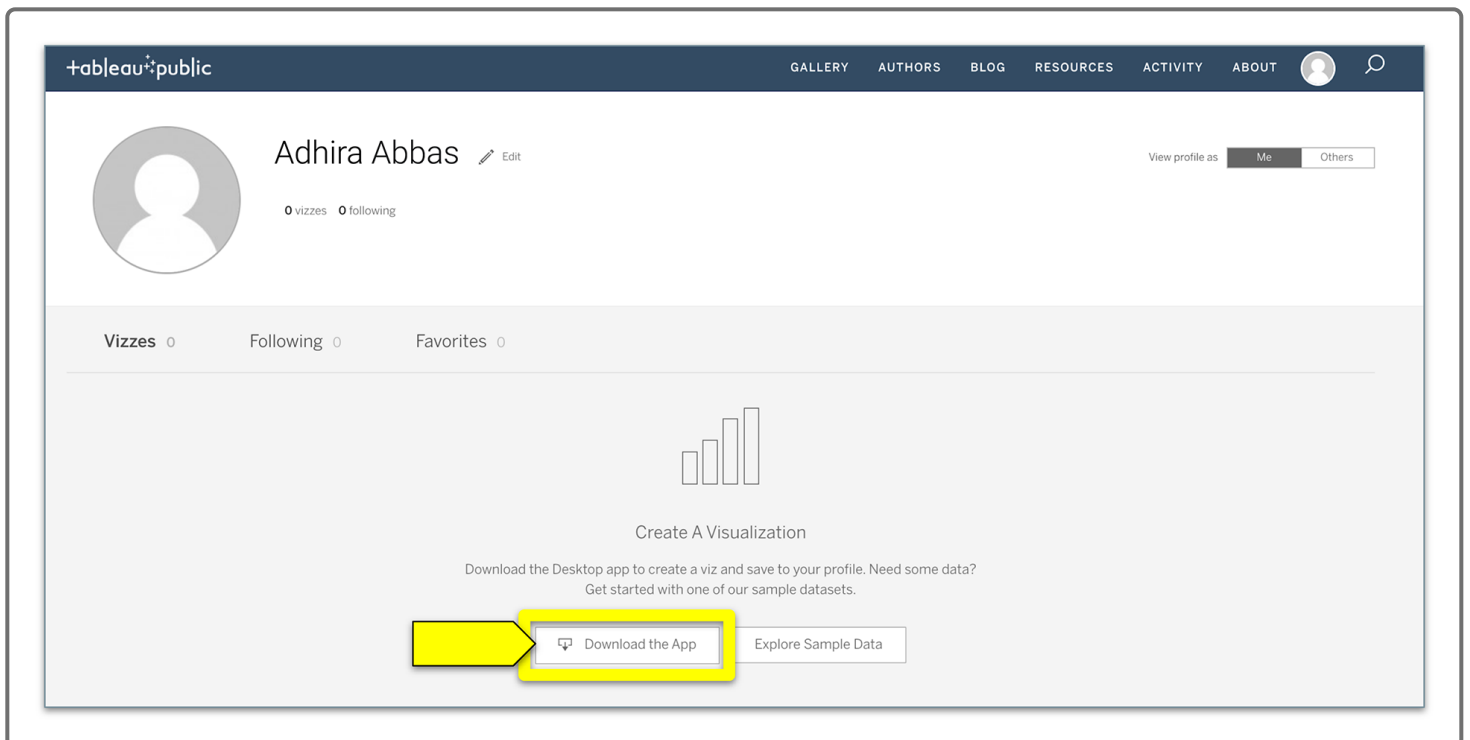 tableau public GALLERY AUTHORS BLOG RESOURCES ACTIVITY ABOUT
Adhira Abbas Edit View profile as Me Others
0 vizzes 0 following
Vizzes 0 Following 0 Favorites 0
Create A Visualization
Download the Desktop app to create a viz and save to your profile. Need some data?
Get started with one of our sample datasets.
Download the App Explore Sample Data